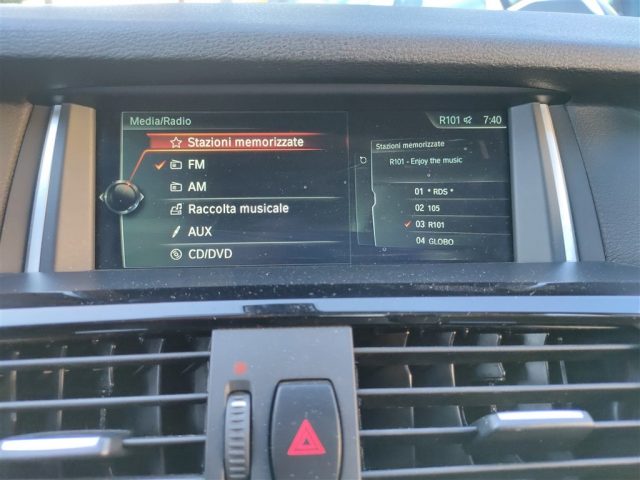 Media/Radio
R101 7:40
Stazioni memorizzate
FM
AM
Raccolta musicale
AUX
CD/DVD
Stazioni memorizzate
R101 - Enjoy the music
01 * RDS *
02 105
03 R101
04 GLOBO